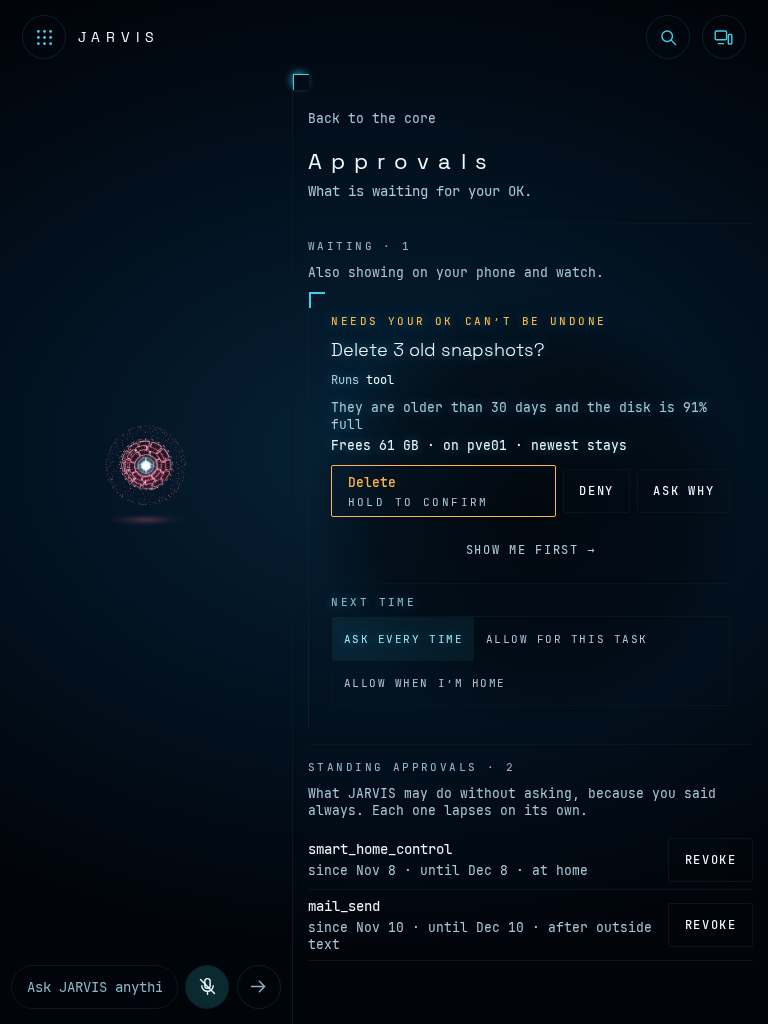 JARVIS
Back to the core
Approvals
What is waiting for your OK.
WAITING · 1
Also showing on your phone and watch.
NEEDS YOUR OK CAN'T BE UNDONE
Delete 3 old snapshots?
Runs tool
They are older than 30 days and the disk is 91%
full
Frees 61 GB · on pve01 · newest stays
Delete
HOLD TO CONFIRM
DENY
ASK WHY
SHOW ME FIRST →
NEXT TIME
ASK EVERY TIME
ALLOW FOR THIS TASK
ALLOW WHEN I'M HOME
STANDING APPROVALS · 2
What JARVIS may do without asking, because you said
always. Each one lapses on its own.
smart_home_control
since Nov 8 · until Dec 8 · at home
REVOKE
mail_send
since Nov 10 · until Dec 10 · after outside
text
REVOKE
Ask JARVIS anythi